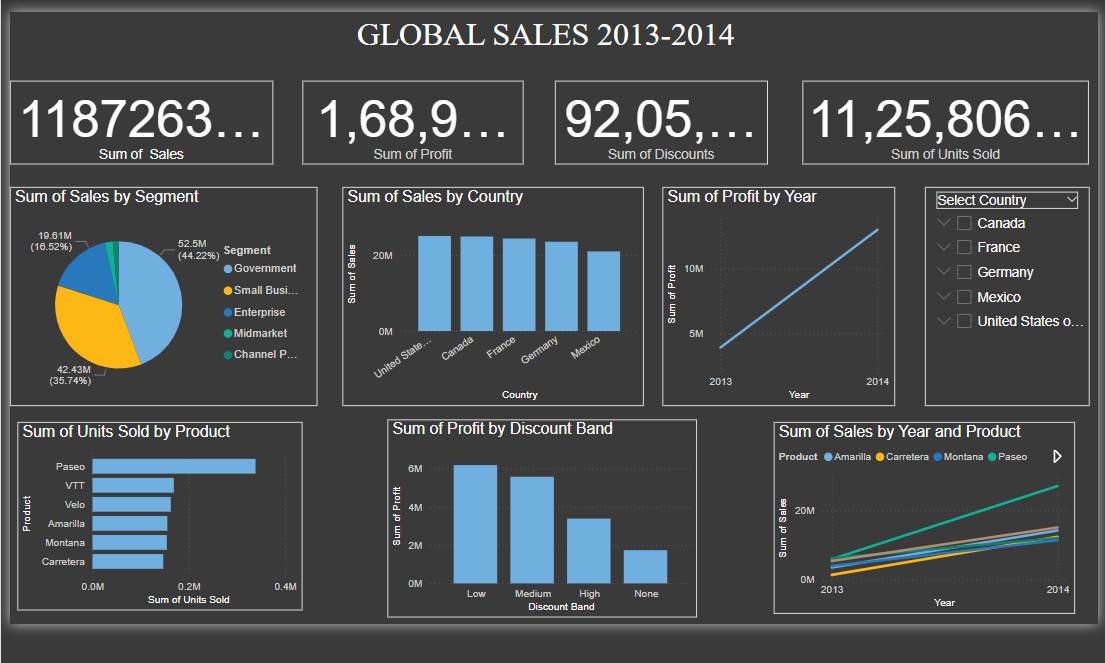 GLOBAL SALES 2013-2014
1187263...
Sum of Sales
1,68,9...
Sum of Profit
92,05,...
Sum of Discounts
11,25,806...
Sum of Units Sold
Sum of Sales by Segment
19.61M
(16.52%)
52.5M
(44.22%)
42.43M
(35.74%)
Segment
Government
Small Busi...
Enterprise
Midmarket
Channel P...
Sum of Sales by Country
Sum of Sales
20M
0M
United State...
Canada
France
Germany
Mexico
Country
Sum of Profit by Year
Sum of Profit
10M
5M
2013
2014
Year
Select Country
Canada
France
Germany
Mexico
United States o...
Sum of Units Sold by Product
Product
Paseo
VTT
Velo
Amarilla
Montana
Carretera
0.0M
0.2M
0.4M
Sum of Units Sold
Sum of Profit by Discount Band
Sum of Profit
6M
4M
2M
0M
Low
Medium
High
None
Discount Band
Sum of Sales by Year and Product
Product
Amarilla
Carretera
Montana
Paseo
Sum of Sales
20M
0M
2013
2014
Year